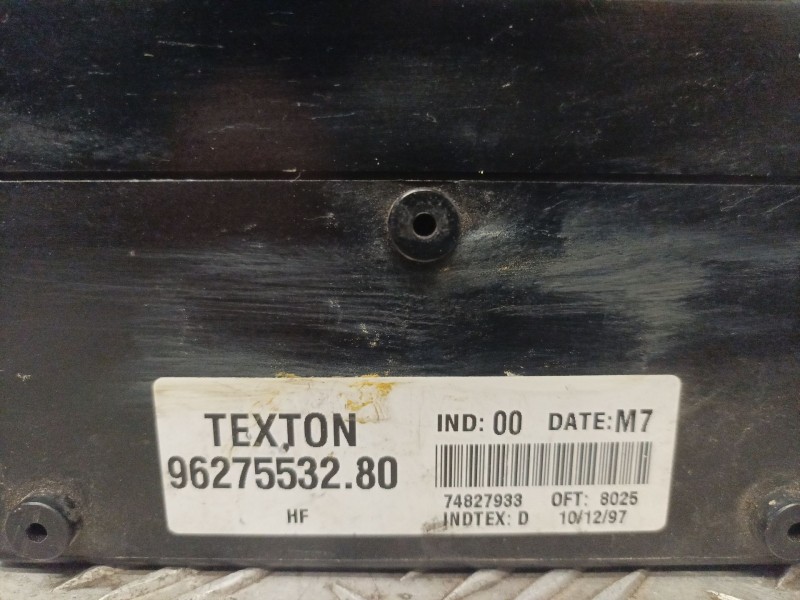 TEXTON
96275532.80
HF
IND: 00 DATE: M7
74827933 OFT: 8025
INDTEX: D 10/12/97